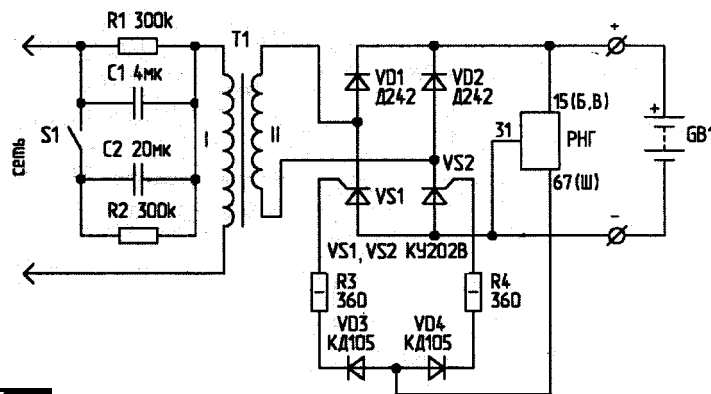 R1 300k
T1
C1 4мк
VD1
Д242
VD2
Д242
+
15(Б,В)
S1
31
РНГ
+
GB1
сеть
C2 20мк
I
II
VS2
VS1
67(Ш)
R2 300k
VS1, VS2 КУ202В
−
R3
360
R4
360
VD3
КД105
VD4
КД105